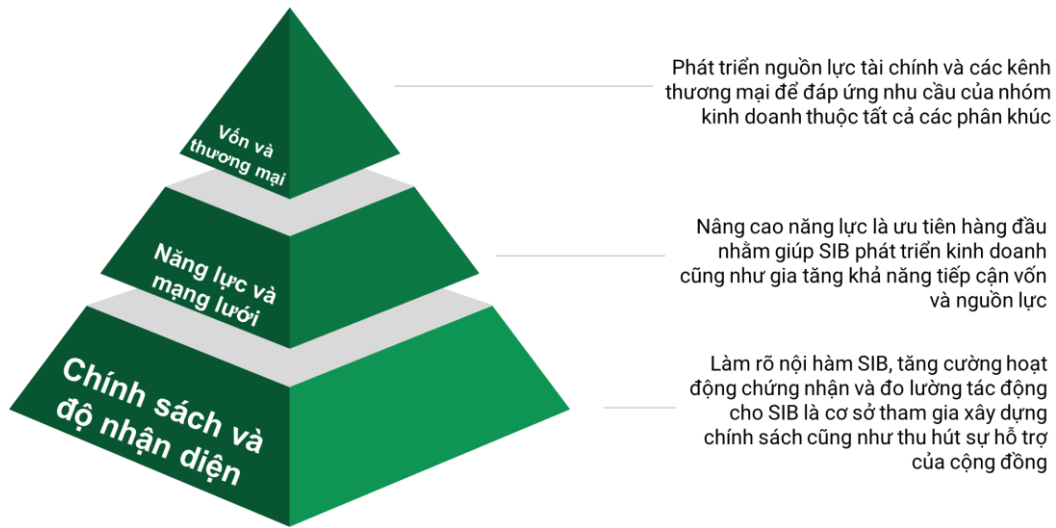 Vốn và
thương mại
Phát triển nguồn lực tài chính và các kênh
thương mại để đáp ứng nhu cầu của nhóm
kinh doanh thuộc tất cả các phân khúc
Năng lực và
mạng lưới
Nâng cao năng lực là ưu tiên hàng đầu
nhằm giúp SIB phát triển kinh doanh
cũng như gia tăng khả năng tiếp cận vốn
và nguồn lực
Chính sách và
độ nhận diện
Làm rõ nội hàm SIB, tăng cường hoạt
động chứng nhận và đo lường tác động
cho SIB là cơ sở tham gia xây dựng
chính sách cũng như thu hút sự hỗ trợ
của cộng đồng